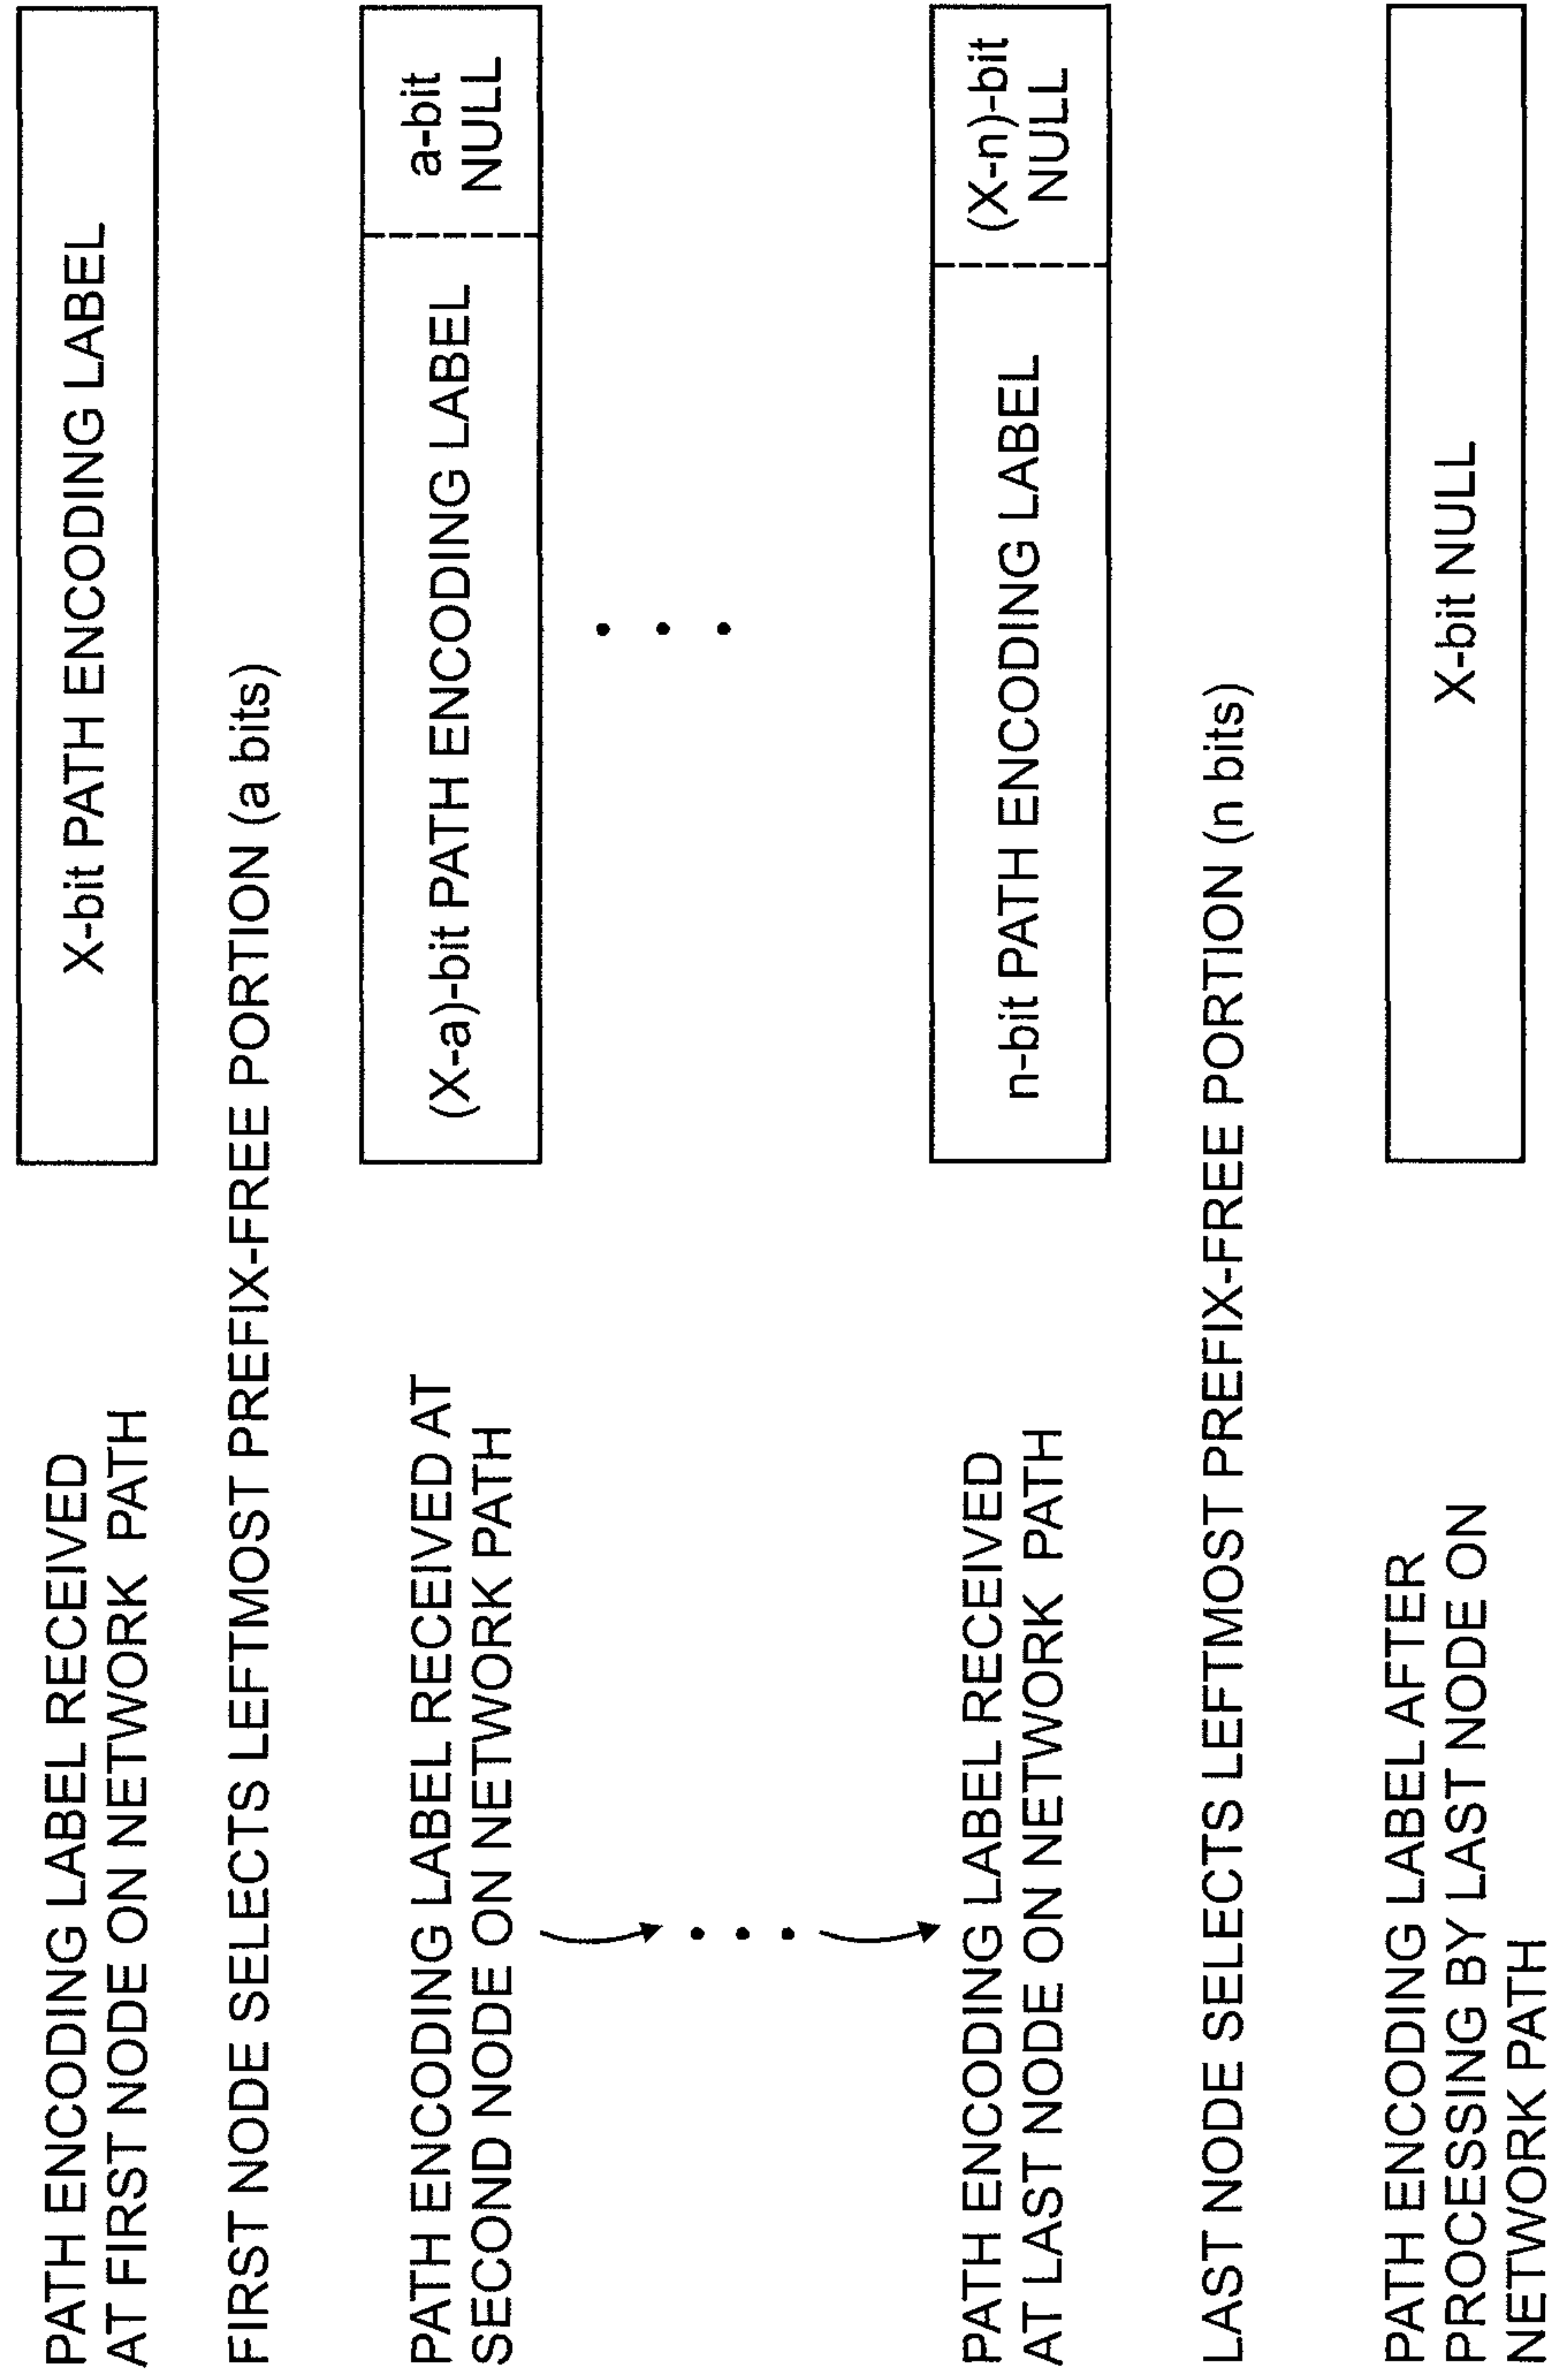 PATH ENCODING LABEL RECEIVED
AT FIRST NODE ON NETWORK PATH
X-bit PATH ENCODING LABEL
FIRST NODE SELECTS LEFTMOST PREFIX-FREE PORTION (a bits)
PATH ENCODING LABEL RECEIVED AT
SECOND NODE ON NETWORK PATH
(X-a)-bit PATH ENCODING LABEL
a-bit
NULL
PATH ENCODING LABEL RECEIVED
AT LAST NODE ON NETWORK PATH
n-bit PATH ENCODING LABEL
(X-n)-bit
NULL
LAST NODE SELECTS LEFTMOST PREFIX-FREE PORTION (n bits)
PATH ENCODING LABEL AFTER
PROCESSING BY LAST NODE ON
NETWORK PATH
X-bit NULL